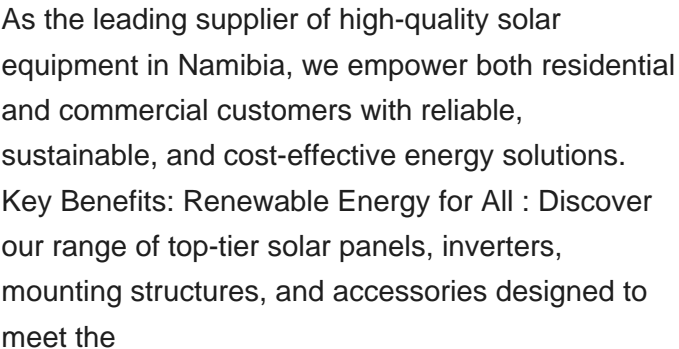 As the leading supplier of high-quality solar
equipment in Namibia, we empower both residential
and commercial customers with reliable,
sustainable, and cost-effective energy solutions.
Key Benefits: Renewable Energy for All : Discover
our range of top-tier solar panels, inverters,
mounting structures, and accessories designed to
meet the